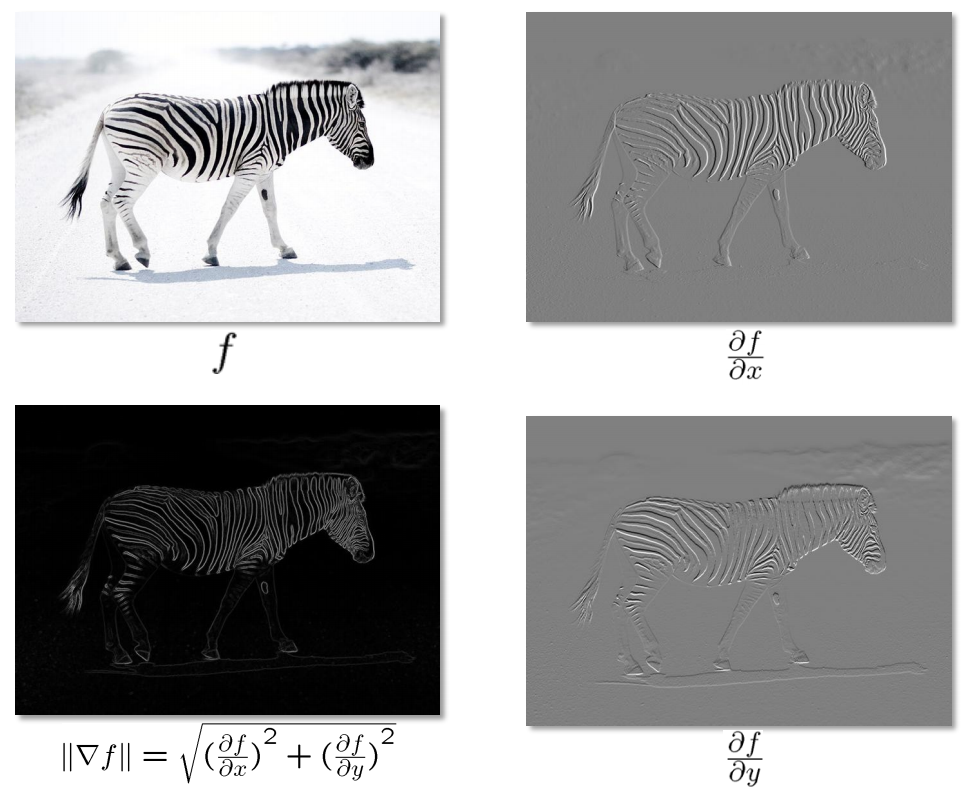 f
∂f/∂x
‖∇f‖ = √((∂f/∂x)² + (∂f/∂y)²)
∂f/∂y